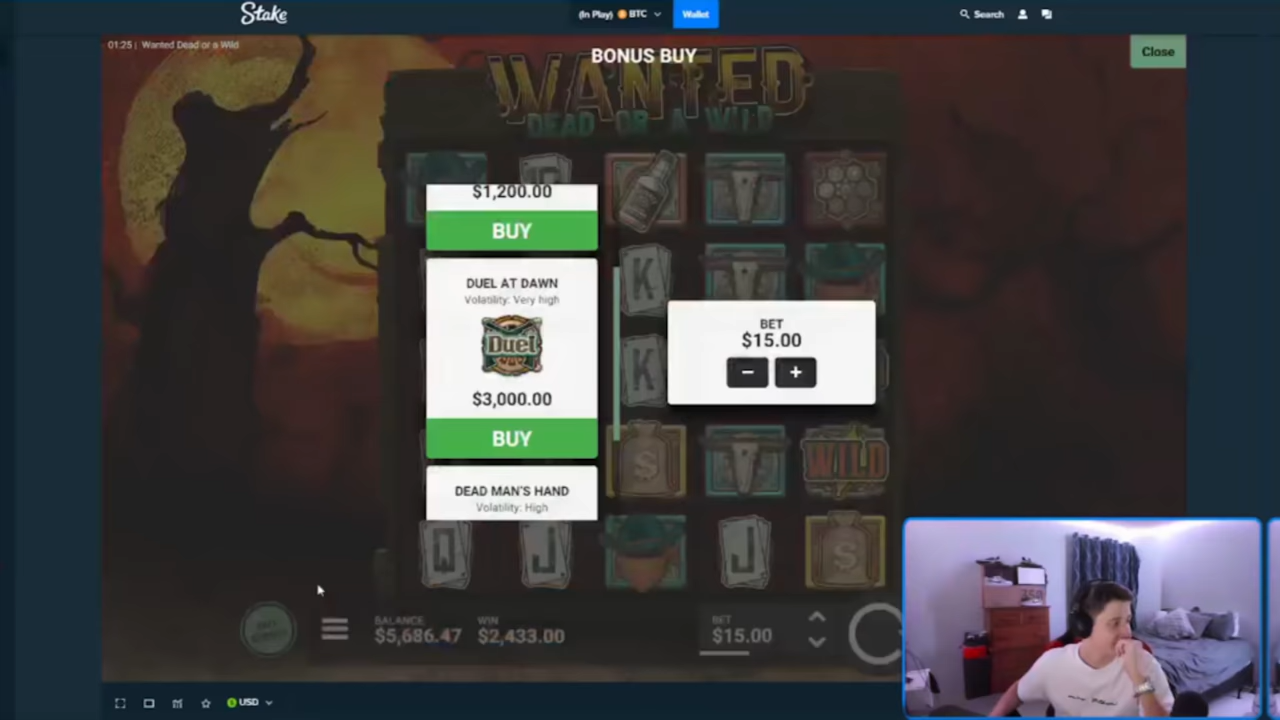 Stake
(In Play) BTC
Wallet
Search
01:25 | Wanted Dead or a Wild
BONUS BUY
Close
WANTED
DEAD OR A WILD
$1,200.00
BUY
DUEL AT DAWN
Volatility: Very high
Duel
$3,000.00
BUY
DEAD MAN'S HAND
Volatility: High
BET
$15.00
K
K
$
WILD
Q
J
J
$
BALANCE
$5,686.47
WIN
$2,433.00
BET
$15.00
USD